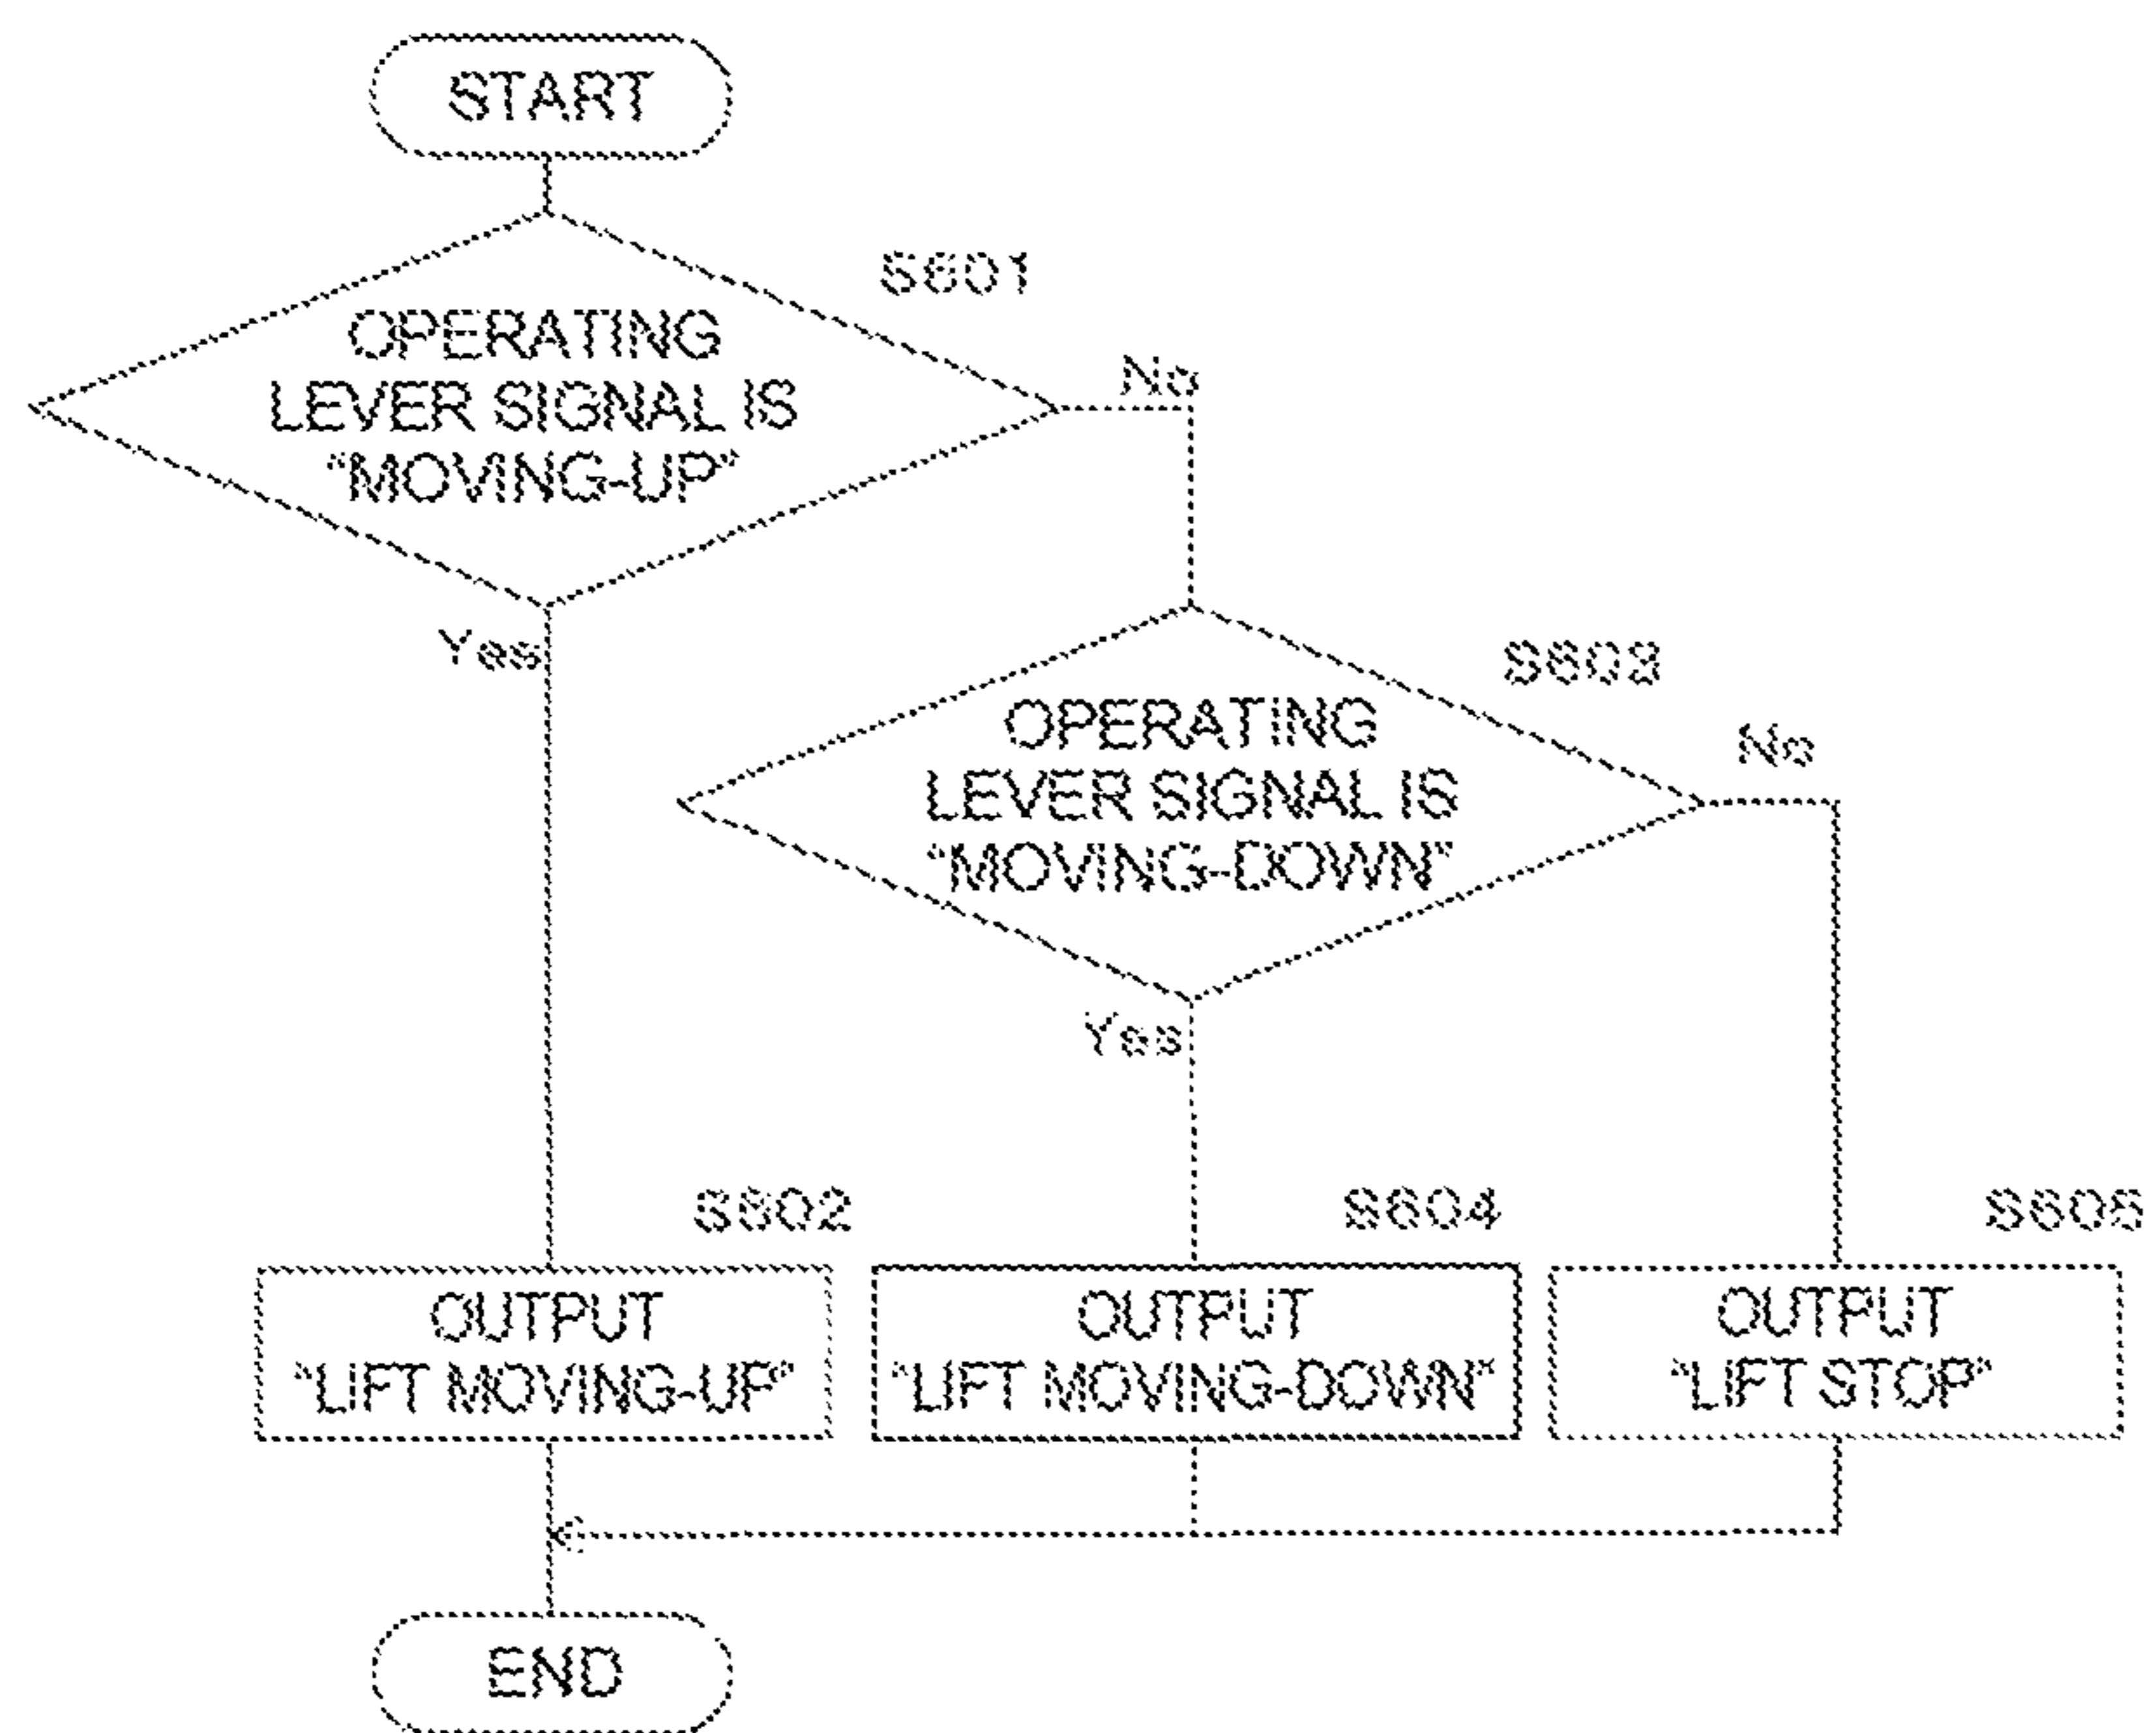 START
S601
OPERATING
LEVER SIGNAL IS
"MOVING-UP"
No
Yes
S603
OPERATING
LEVER SIGNAL IS
"MOVING-DOWN"
No
Yes
S602
S604
S605
OUTPUT
"LIFT MOVING-UP"
OUTPUT
"LIFT MOVING-DOWN"
OUTPUT
"LIFT STOP"
END